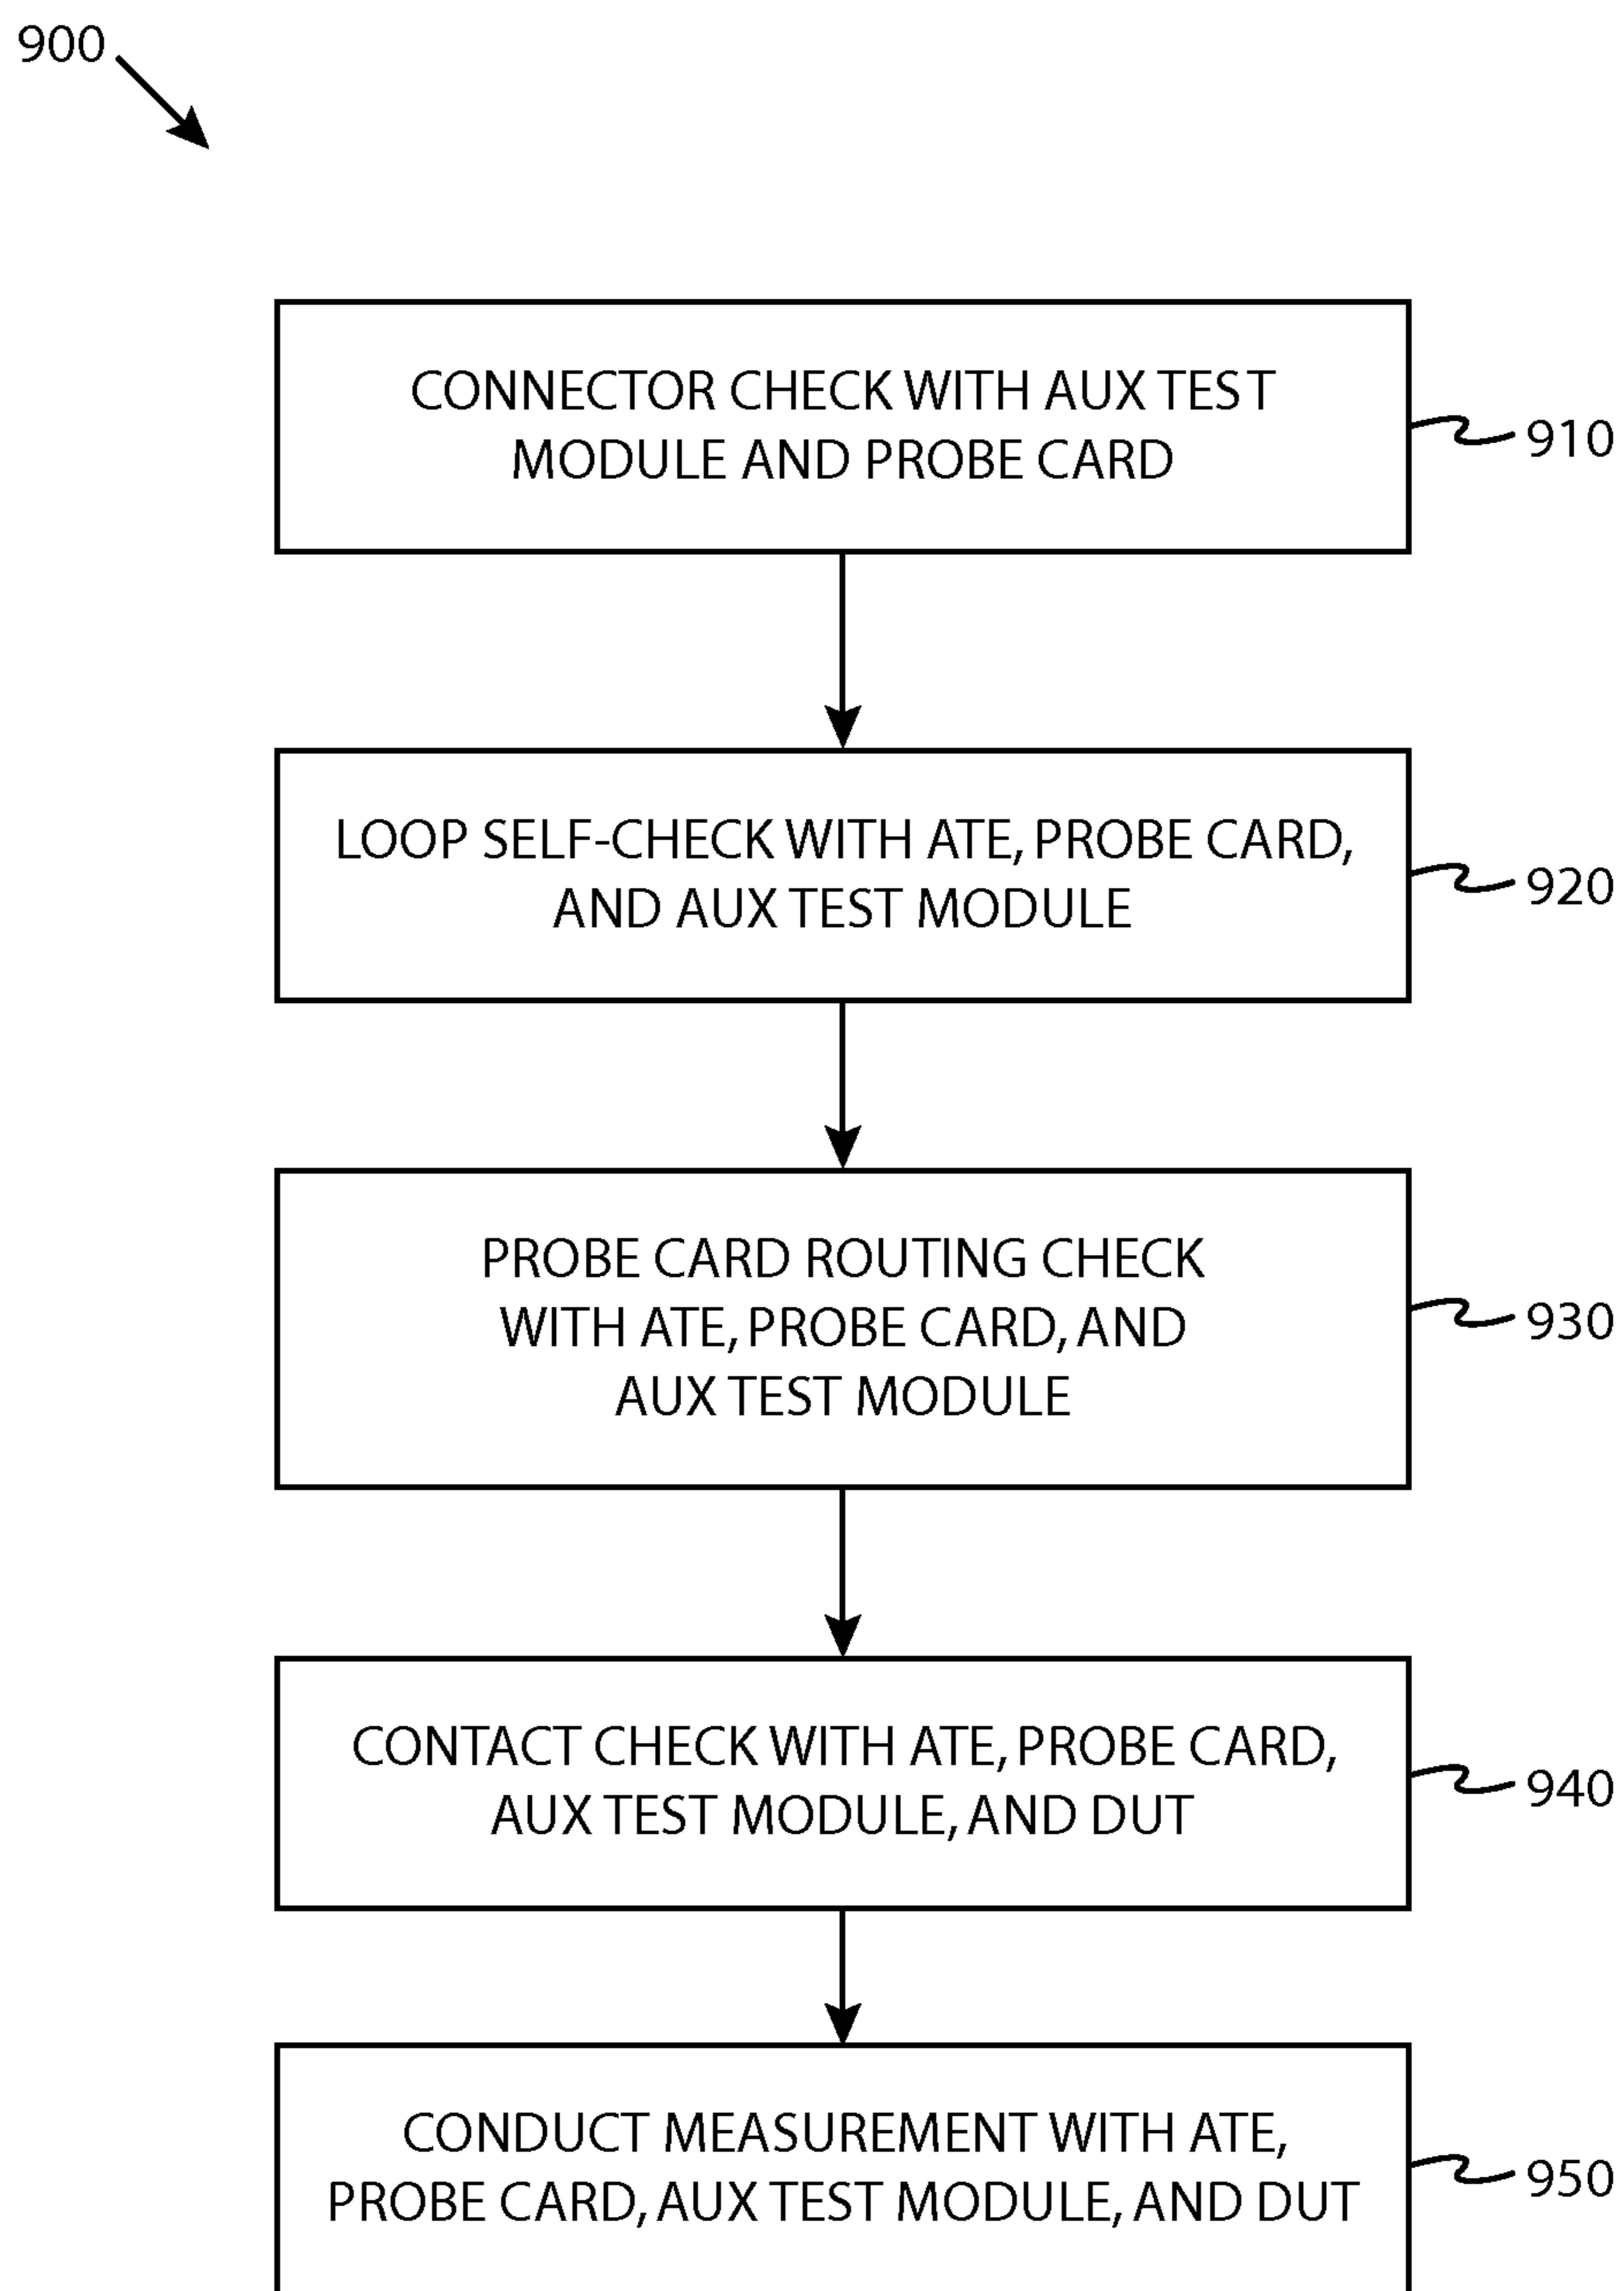 900
CONNECTOR CHECK WITH AUX TEST
MODULE AND PROBE CARD
910
LOOP SELF-CHECK WITH ATE, PROBE CARD,
AND AUX TEST MODULE
920
PROBE CARD ROUTING CHECK
WITH ATE, PROBE CARD, AND
AUX TEST MODULE
930
CONTACT CHECK WITH ATE, PROBE CARD,
AUX TEST MODULE, AND DUT
940
CONDUCT MEASUREMENT WITH ATE,
PROBE CARD, AUX TEST MODULE, AND DUT
950